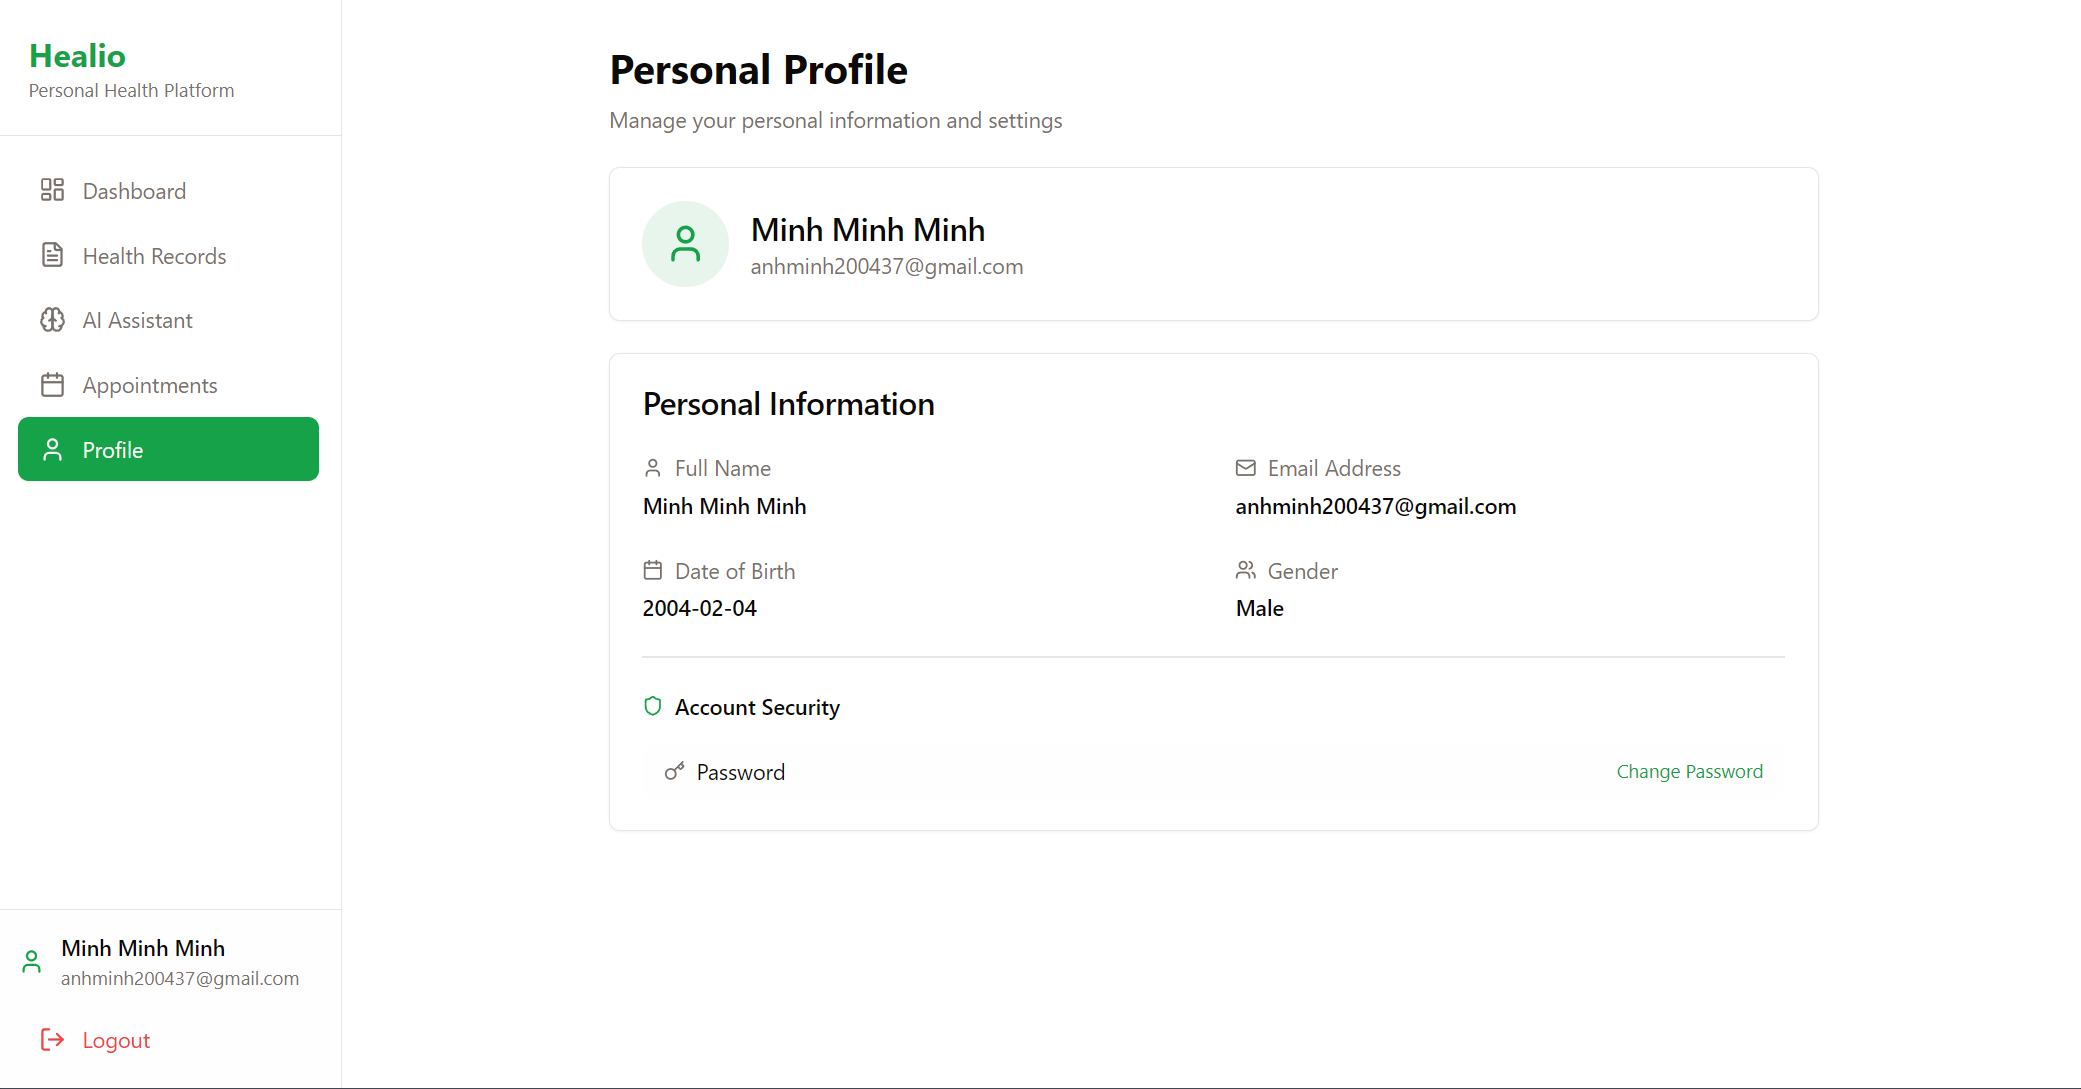 Healio
Personal Health Platform
Dashboard
Health Records
AI Assistant
Appointments
Profile
Minh Minh Minh
anhminh200437@gmail.com
Logout
Personal Profile
Manage your personal information and settings
Minh Minh Minh
anhminh200437@gmail.com
Personal Information
Full Name
Minh Minh Minh
Email Address
anhminh200437@gmail.com
Date of Birth
2004-02-04
Gender
Male
Account Security
Password
Change Password